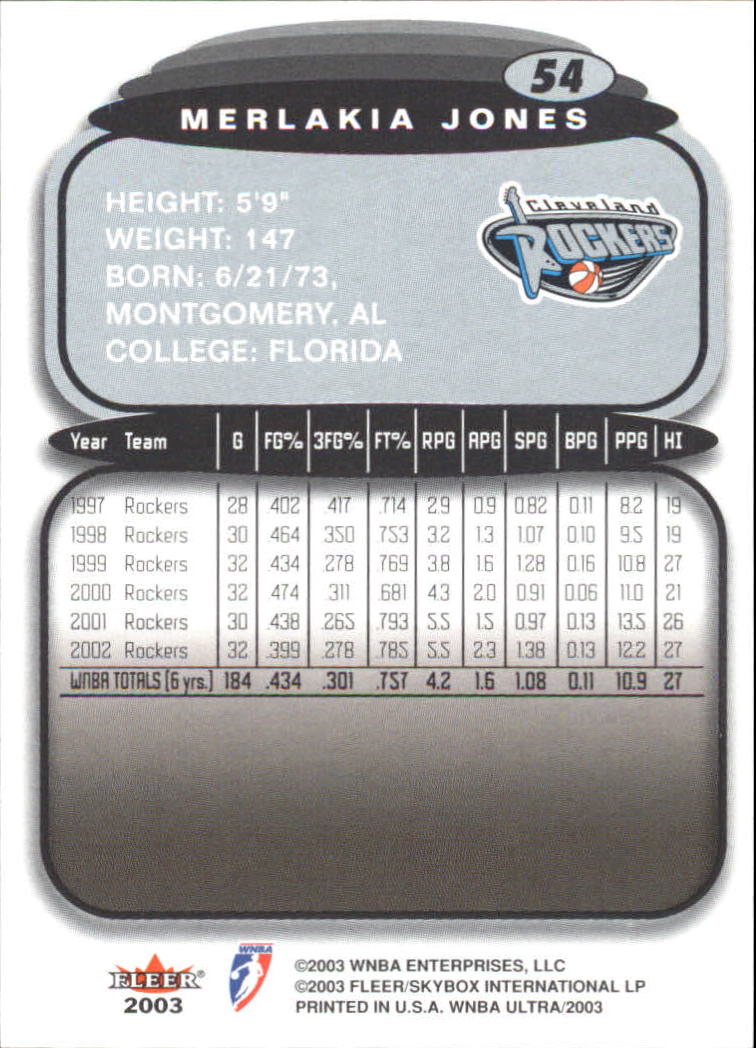 54
MERLAKIA JONES
HEIGHT: 5'9"
WEIGHT: 147
BORN: 6/21/73,
MONTGOMERY, AL
COLLEGE: FLORIDA
Cleveland
ROCKERS
Year Team G FG% 3FG% FT% RPG APG SPG BPG PPG HI
1997 Rockers 28 .402 .417 .714 2.9 0.9 0.82 0.11 8.2 19
1998 Rockers 30 .464 .350 .753 3.2 1.3 1.07 0.10 9.5 19
1999 Rockers 32 .434 .278 .769 3.8 1.6 1.28 0.16 10.8 27
2000 Rockers 32 .474 .311 .681 4.3 2.0 0.91 0.06 11.0 21
2001 Rockers 30 .438 .265 .793 5.5 1.5 0.97 0.13 13.5 26
2002 Rockers 32 .399 .278 .785 5.5 2.3 1.38 0.13 12.2 27
WNBA TOTALS (6 yrs.) 184 .434 .301 .757 4.2 1.6 1.08 0.11 10.9 27
FLEER®
2003
WNBA
©2003 WNBA ENTERPRISES, LLC
©2003 FLEER/SKYBOX INTERNATIONAL LP
PRINTED IN U.S.A. WNBA ULTRA/2003